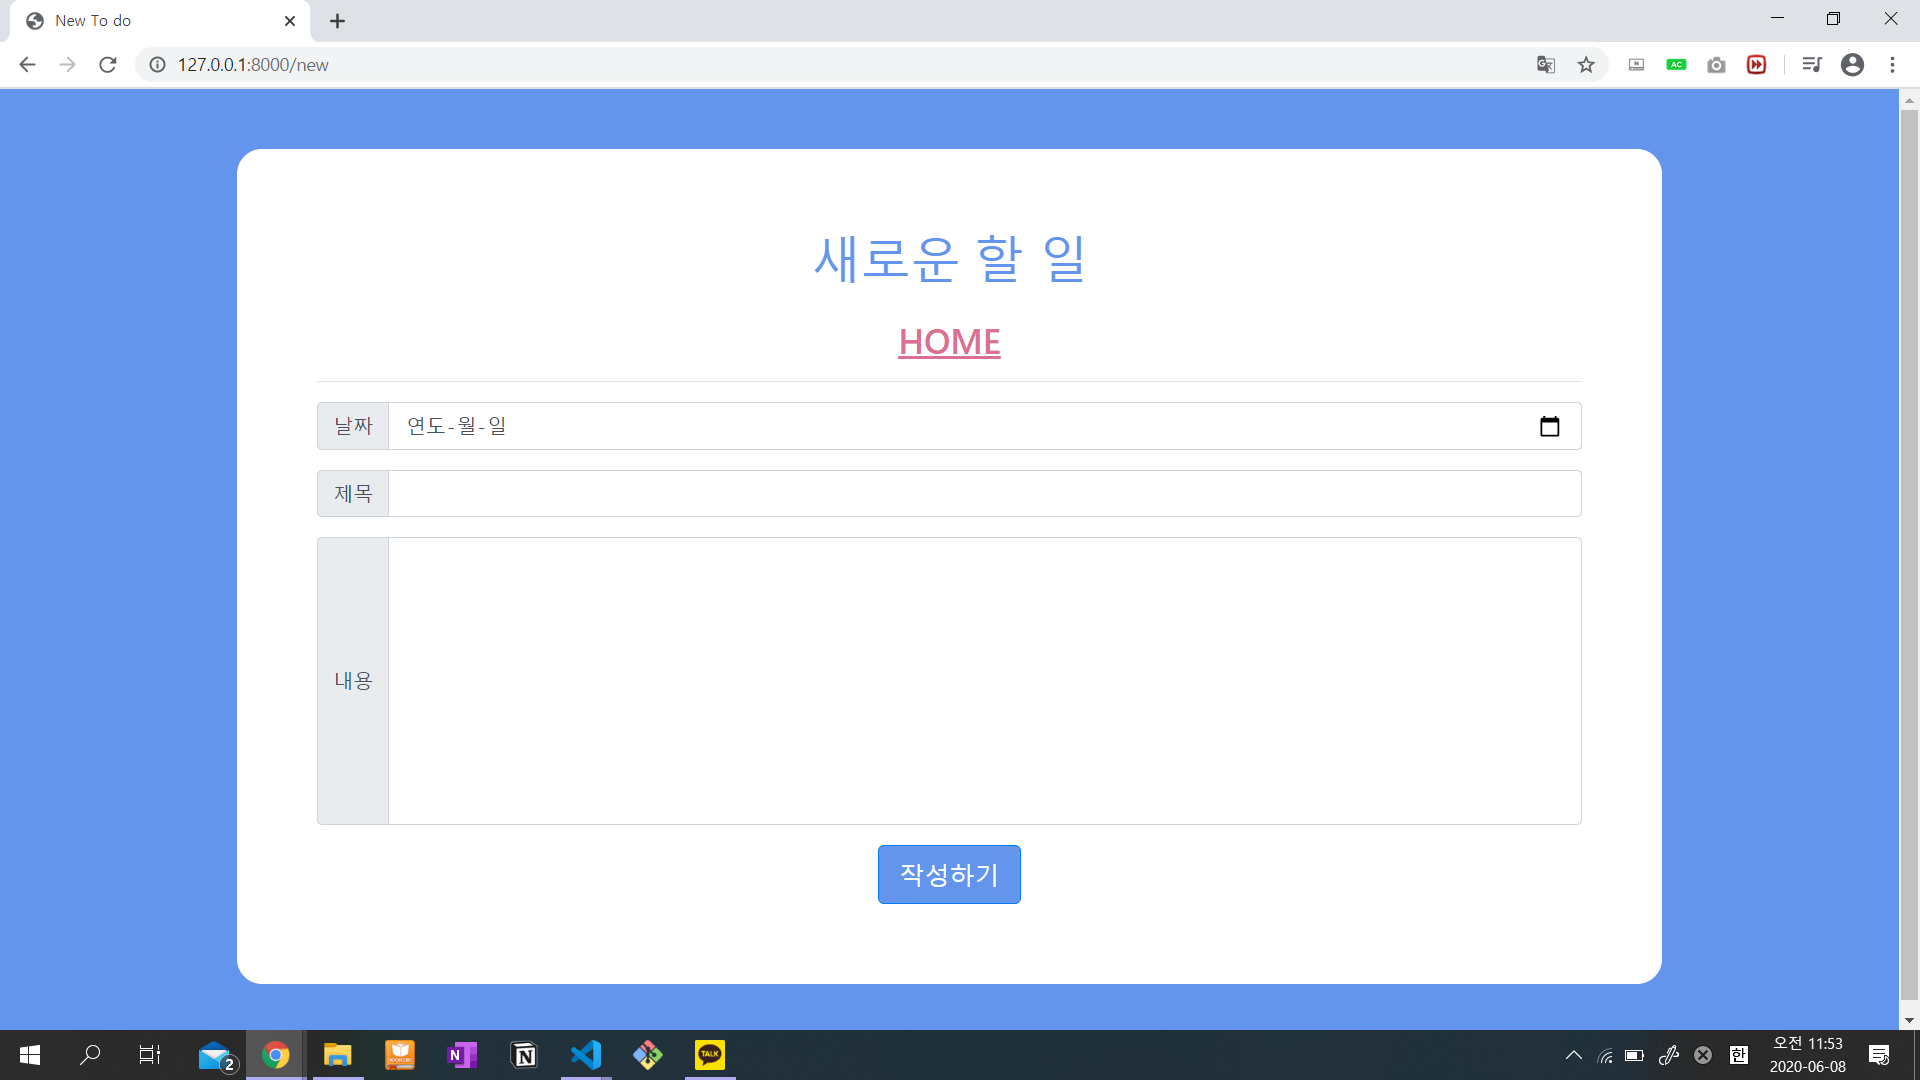 New To do
127.0.0.1:8000/new
AC
새로운 할 일
HOME
날짜
연도-월-일
제목
내용
작성하기
2
N
N
TALK
한
오전 11:53
2020-06-08